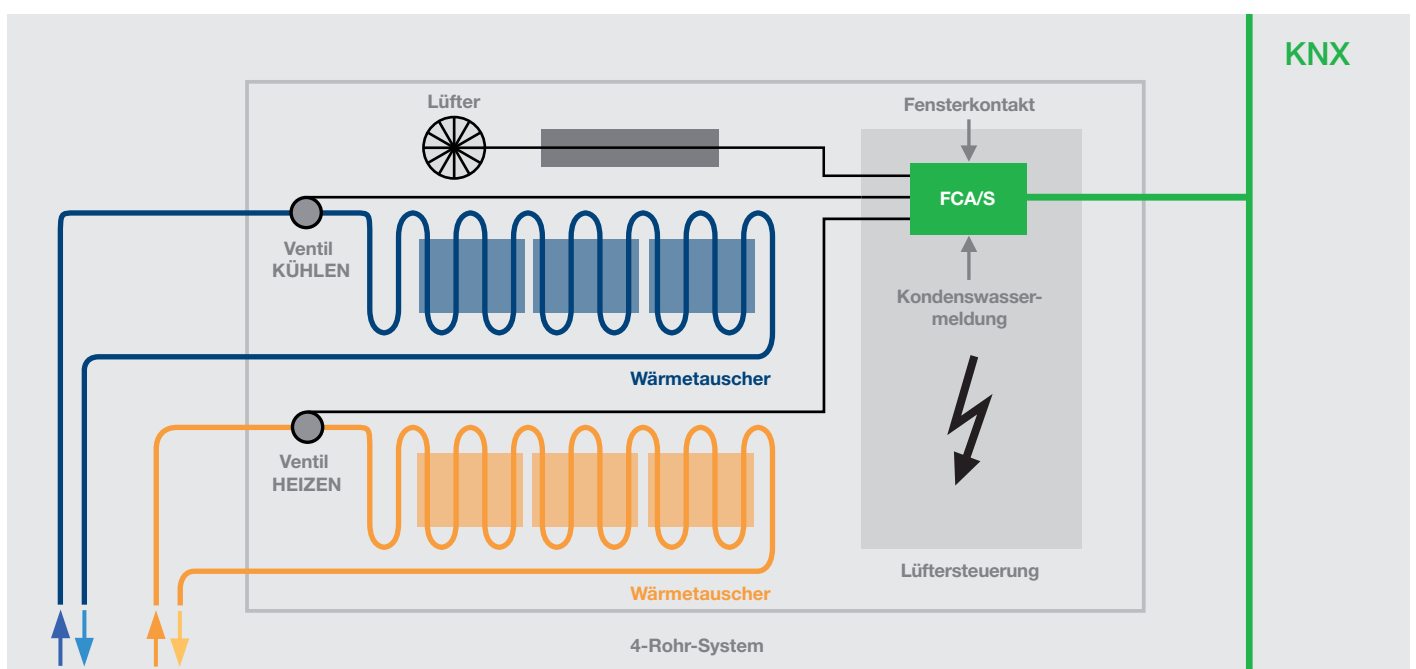 KNX
Lüfter
Fensterkontakt
FCA/S
Ventil
KÜHLEN
Kondenswasser-
meldung
Wärmetauscher
Ventil
HEIZEN
Lüftersteuerung
Wärmetauscher
4-Rohr-System